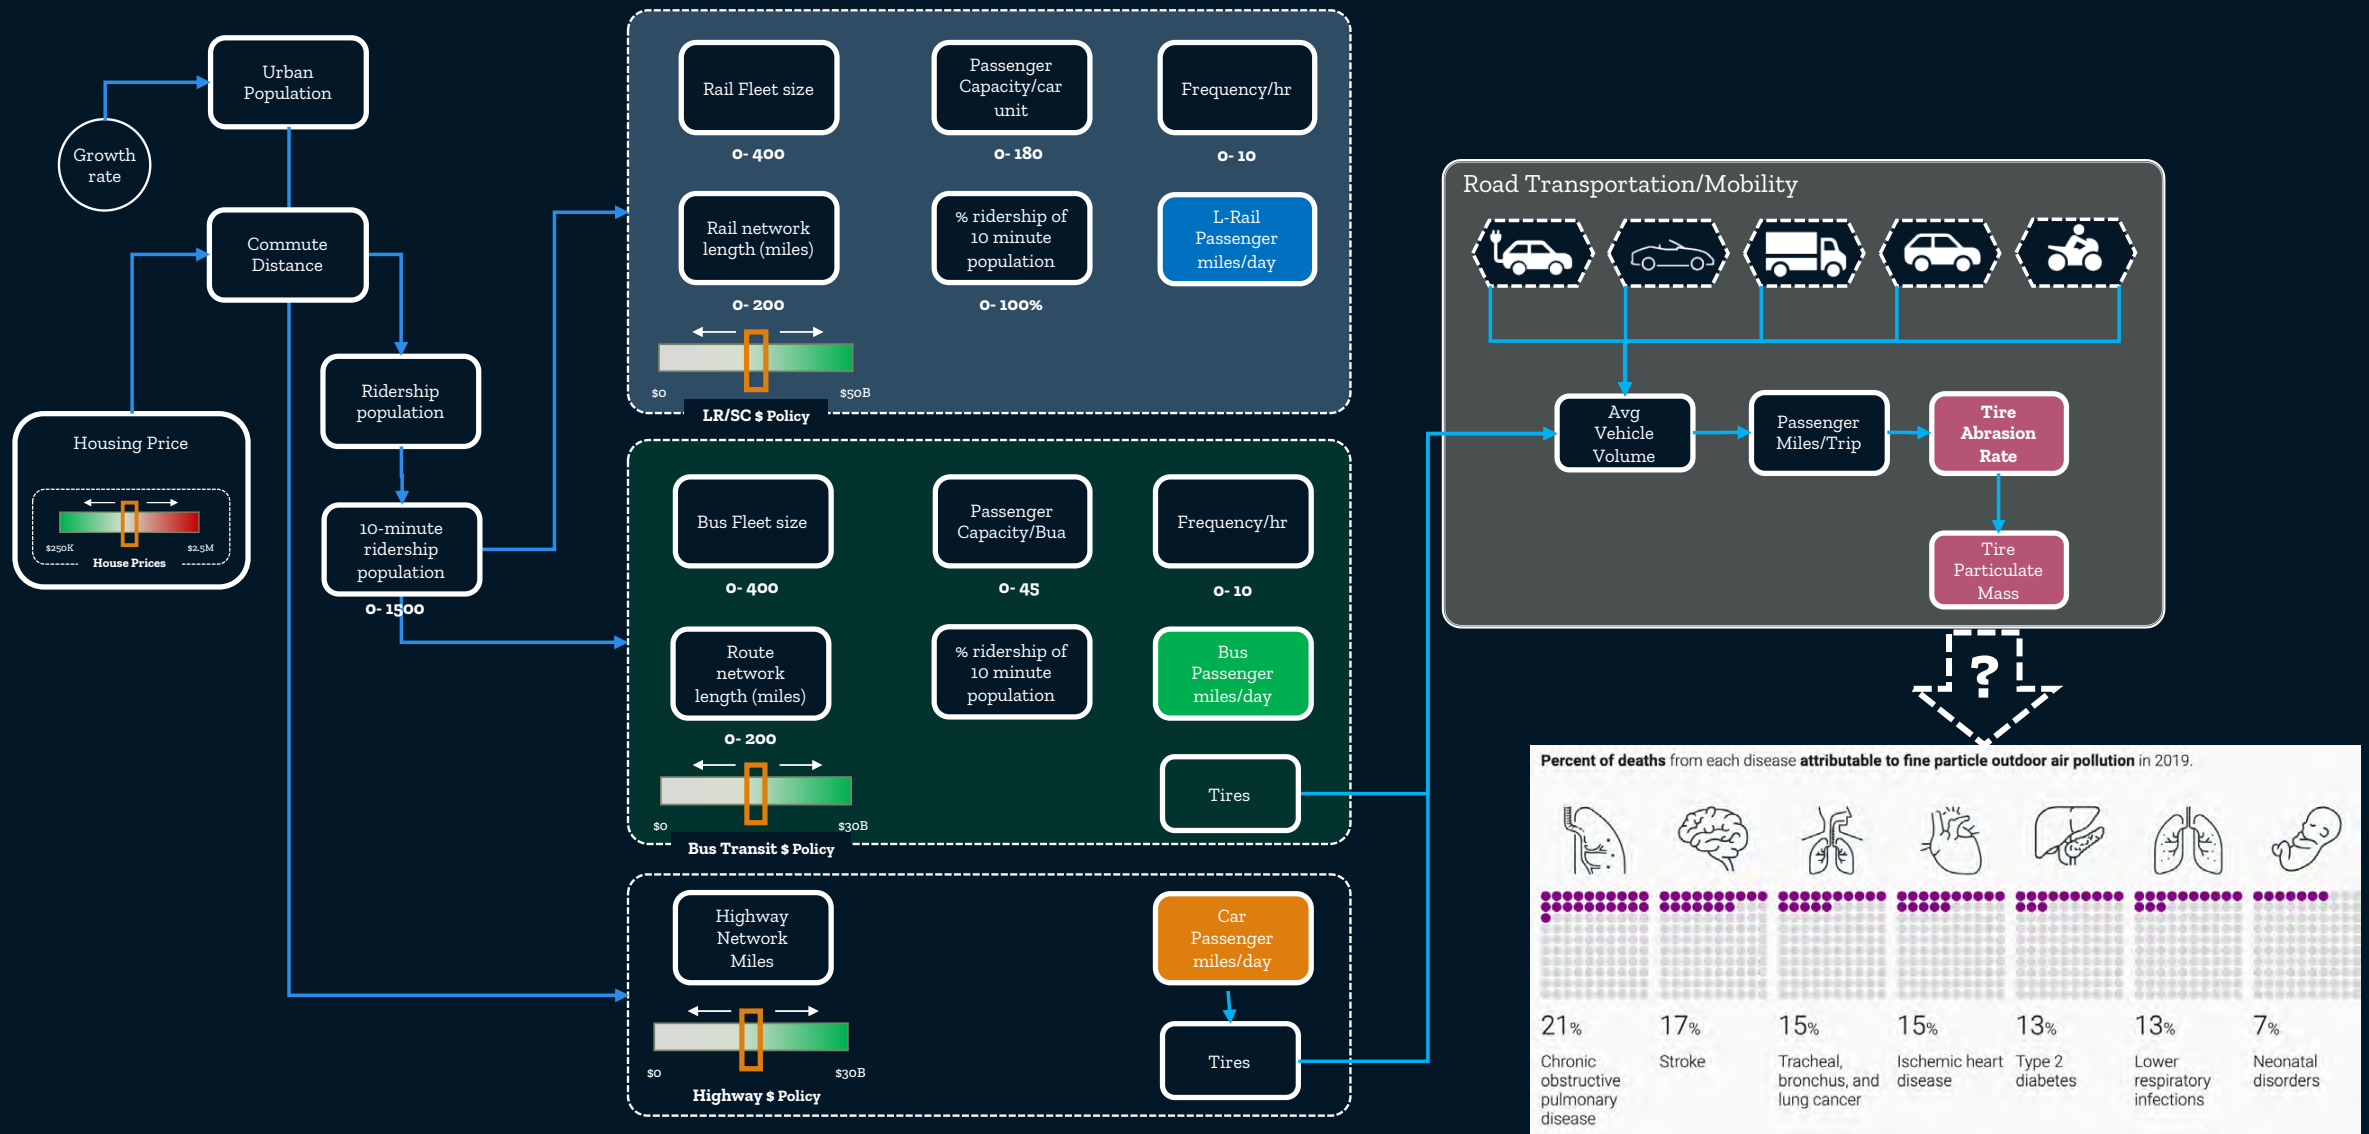 Urban
Population
Growth
rate
Commute
Distance
Housing Price
$250K
$2.5M
House Prices
Ridership
population
10-minute
ridership
population
0- 1500
Rail Fleet size
0- 400
Passenger
Capacity/car
unit
0- 180
Frequency/hr
0- 10
Rail network
length (miles)
0- 200
% ridership of
10 minute
population
0- 100%
L-Rail
Passenger
miles/day
$0
$50B
LR/SC $ Policy
Bus Fleet size
0- 400
Passenger
Capacity/Bua
0- 45
Frequency/hr
0- 10
Route
network
length (miles)
0- 200
% ridership of
10 minute
population
Bus
Passenger
miles/day
$0
$30B
Bus Transit $ Policy
Tires
Highway
Network
Miles
Car
Passenger
miles/day
$0
$30B
Highway $ Policy
Tires
Road Transportation/Mobility
Avg
Vehicle
Volume
Passenger
Miles/Trip
Tire
Abrasion
Rate
Tire
Particulate
Mass
?
Percent of deaths from each disease attributable to fine particle outdoor air pollution in 2019.
21%
Chronic
obstructive
pulmonary
disease
17%
Stroke
15%
Tracheal,
bronchus, and
lung cancer
15%
Ischemic heart
disease
13%
Type 2
diabetes
13%
Lower
respiratory
infections
7%
Neonatal
disorders